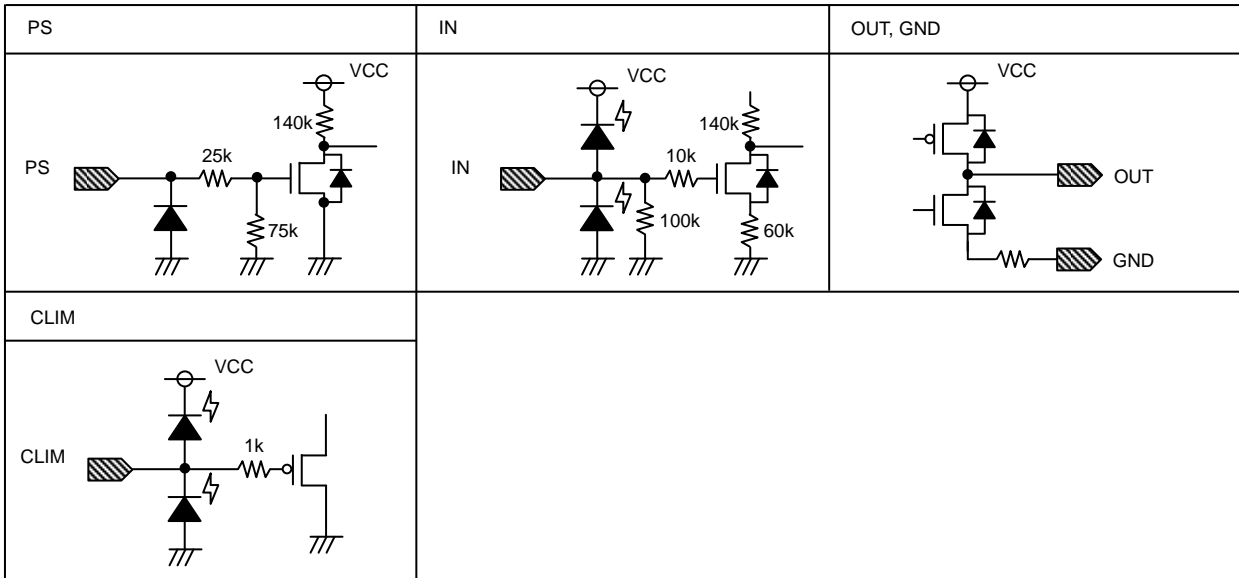 PS
IN
OUT, GND
VCC
140k
PS
25k
75k
VCC
140k
IN
10k
100k
60k
VCC
OUT
GND
CLIM
VCC
CLIM
1k